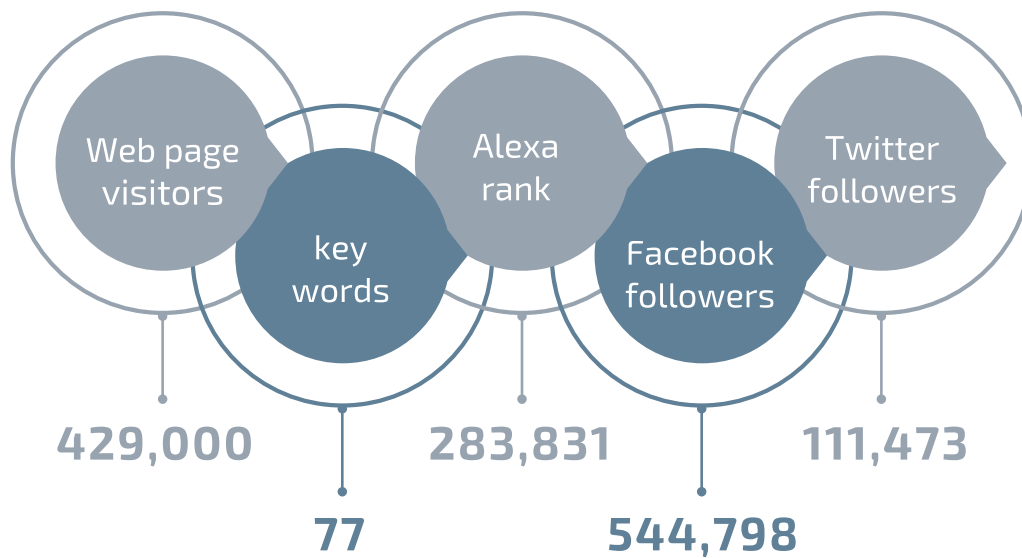 Web page
visitors
key
words
Alexa
rank
Facebook
followers
Twitter
followers
429,000
77
283,831
544,798
111,473